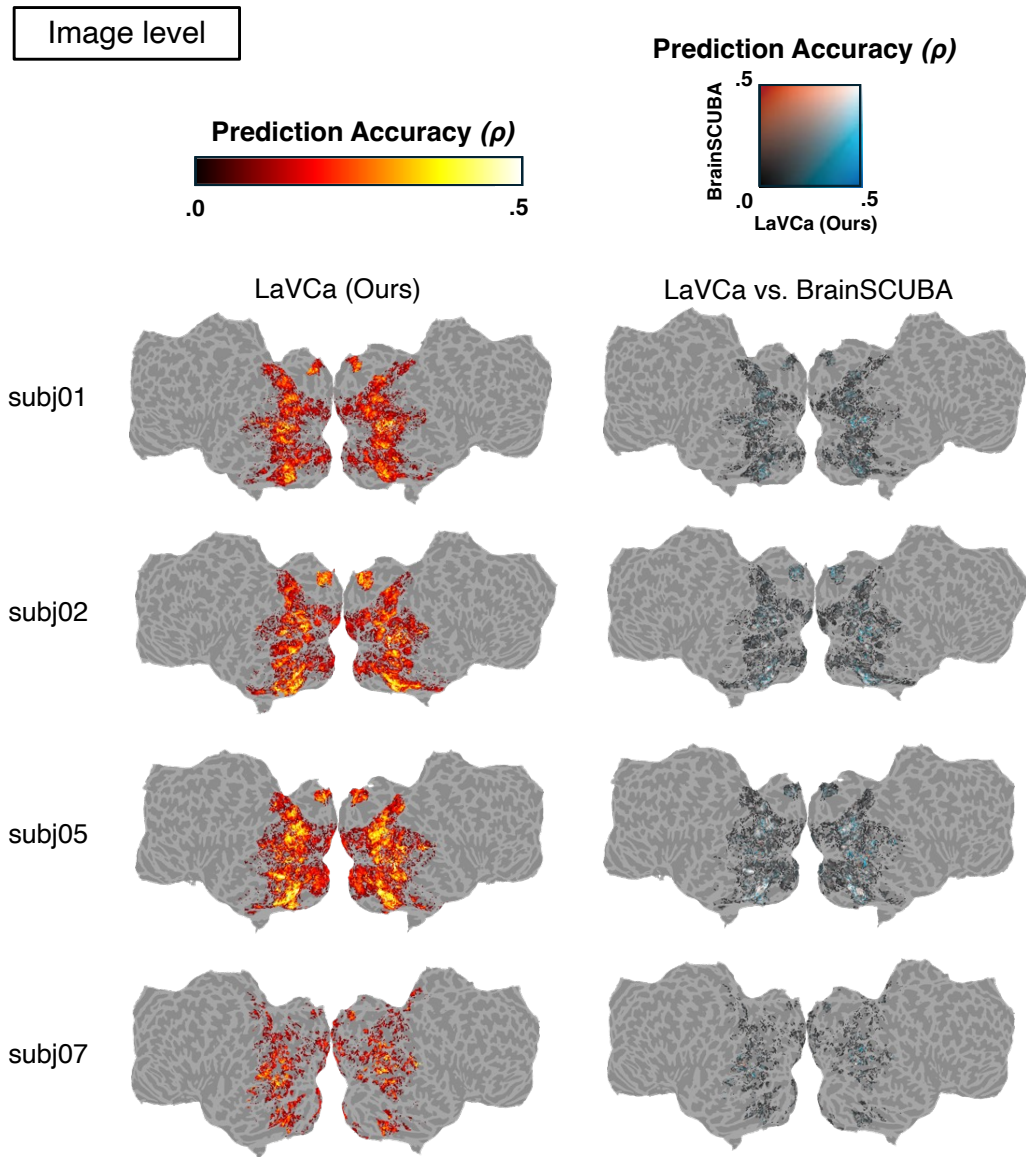 Image level
Prediction Accuracy (ρ)
.0
.5
Prediction Accuracy (ρ)
.5
BrainSCUBA
.0
.5
LaVCa (Ours)
LaVCa (Ours)
LaVCa vs. BrainSCUBA
subj01
subj02
subj05
subj07